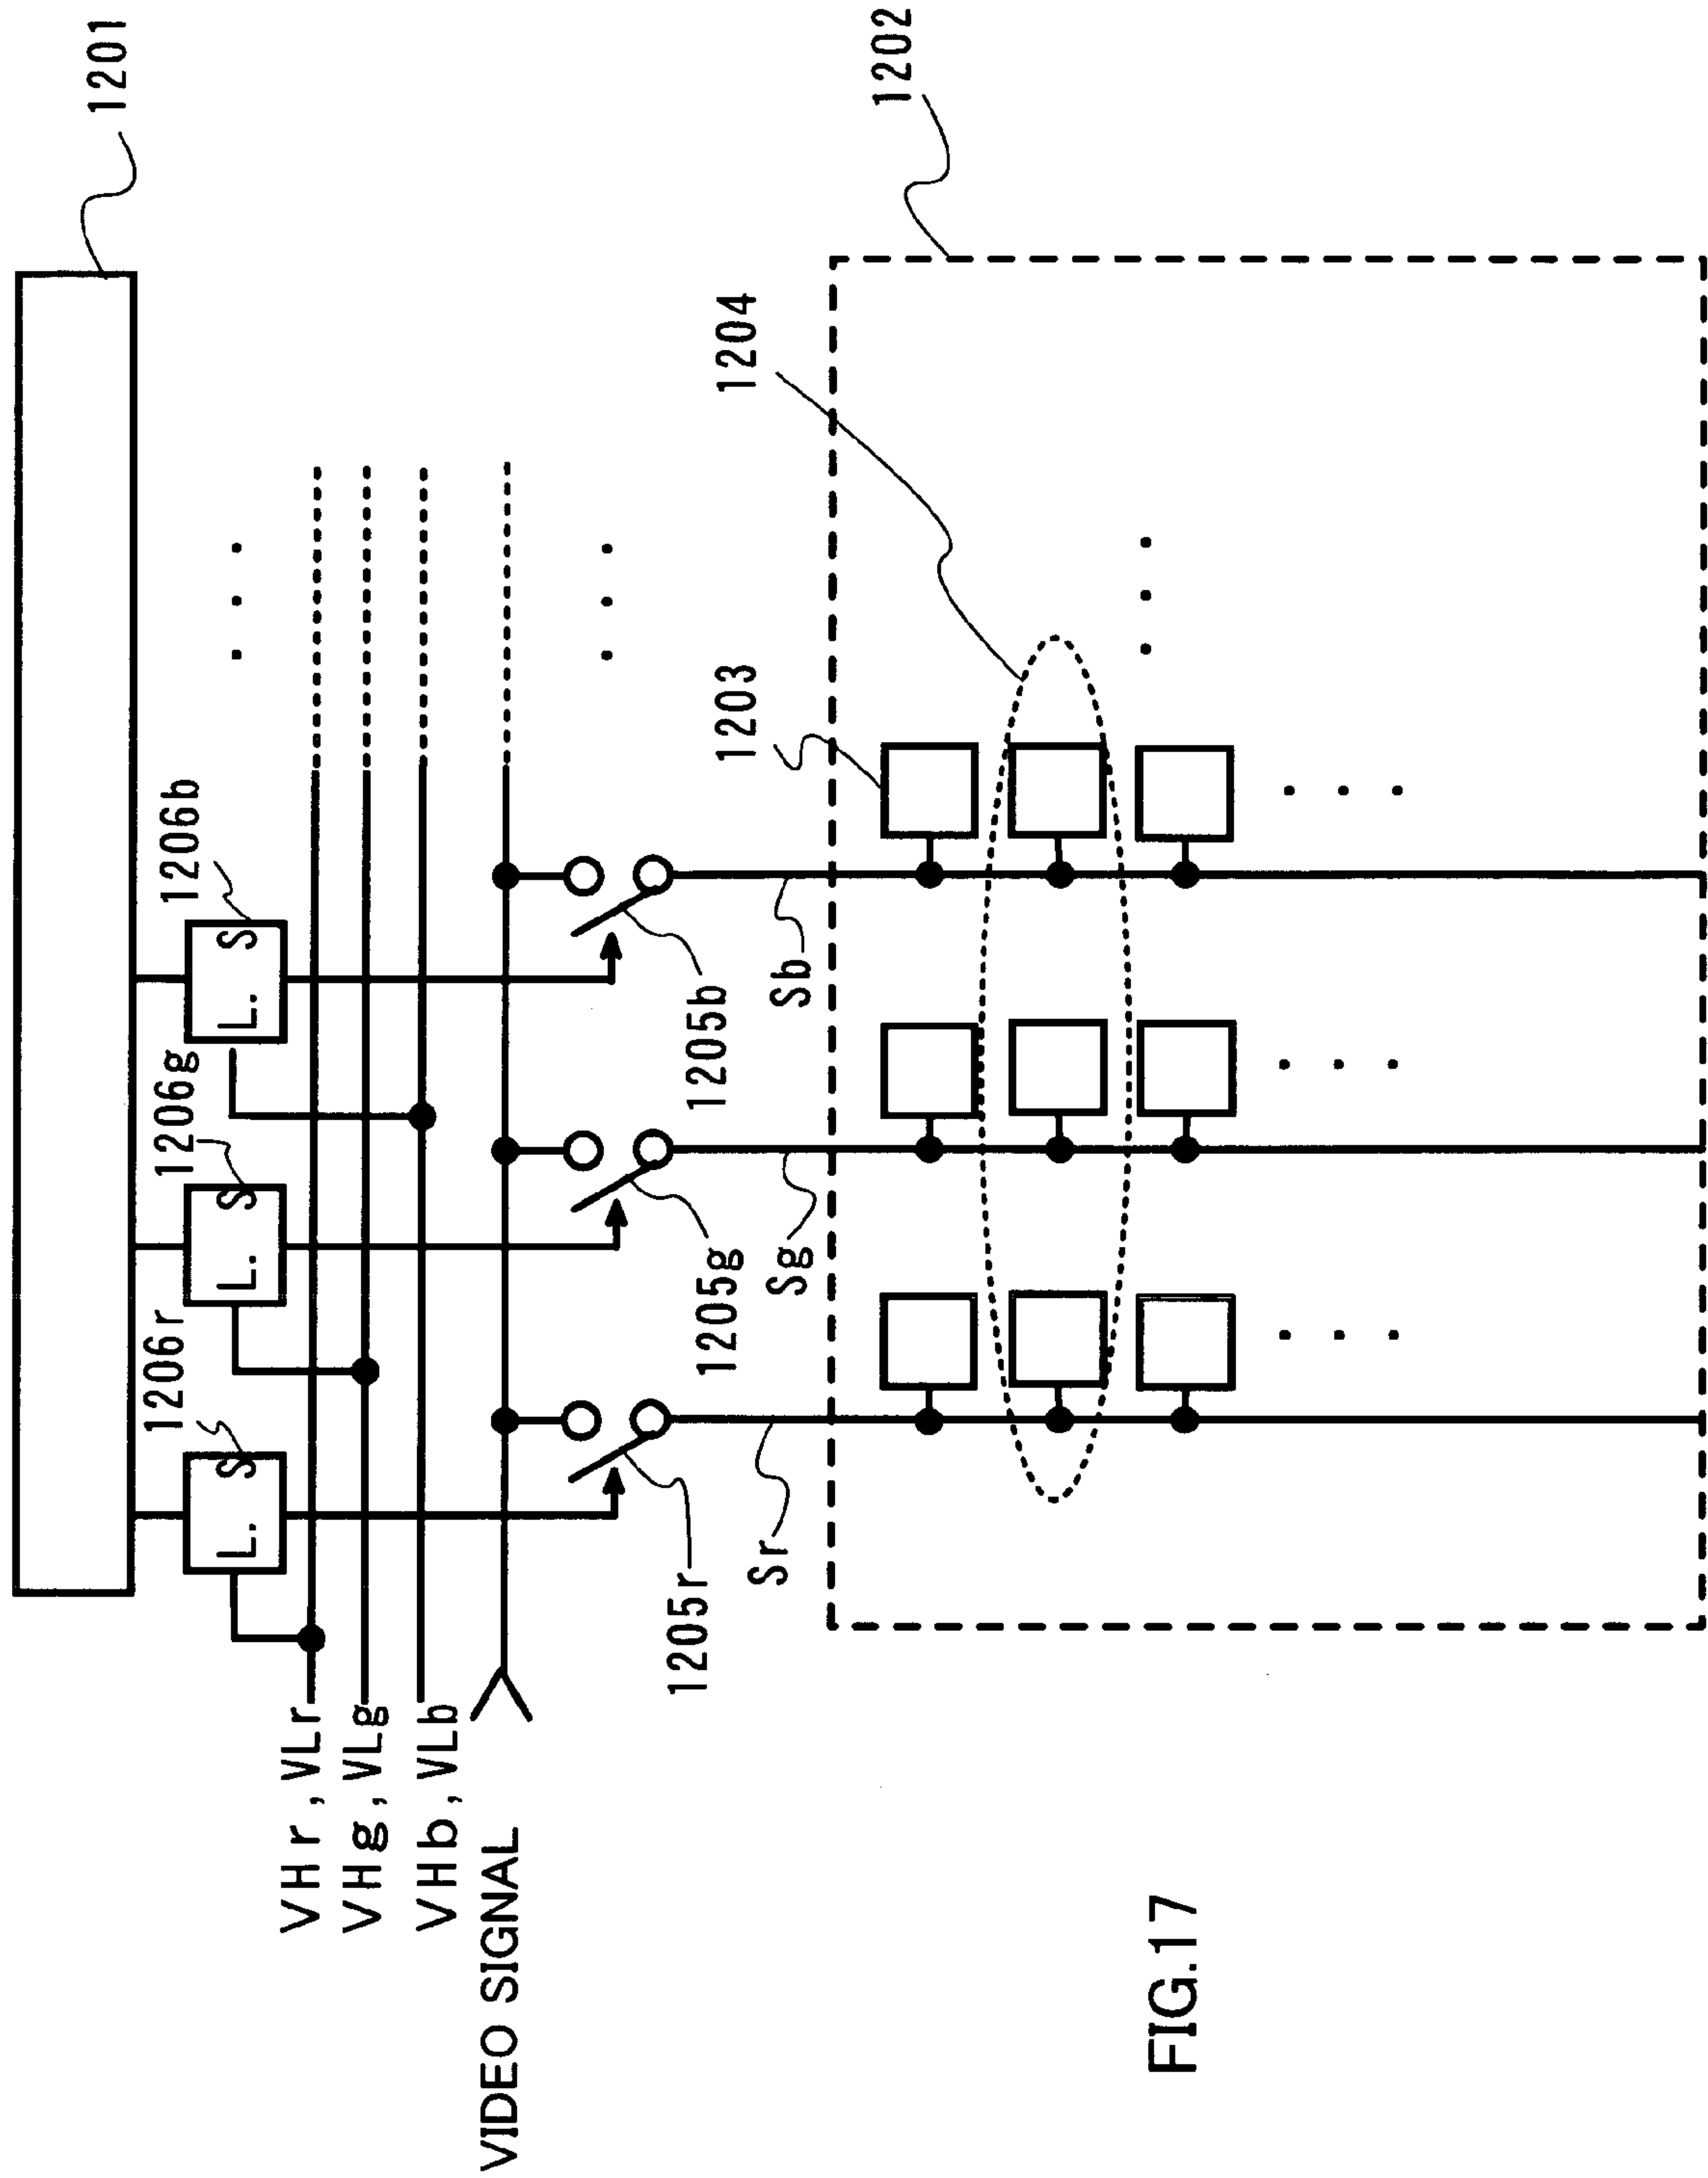 1201
1206r
1206g
1206b
L. S
L. S
L. S
VHr, VLr
VHg, VLg
VHb, VLb
VIDEO SIGNAL
1205r
1205g
1205b
Sr
Sg
Sb
1203
1204
1202
FIG.17